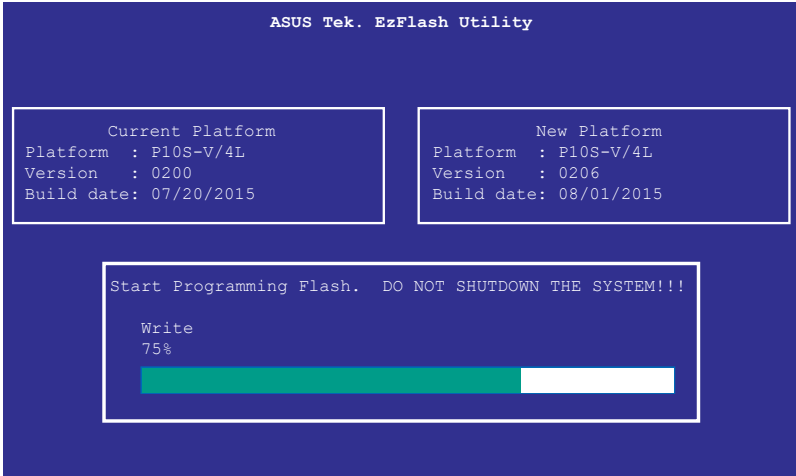 ASUS Tek. EzFlash Utility
Current Platform
Platform  : P10S-V/4L
Version   : 0200
Build date: 07/20/2015
New Platform
Platform  : P10S-V/4L
Version   : 0206
Build date: 08/01/2015
Start Programming Flash.  DO NOT SHUTDOWN THE SYSTEM!!!
Write
75%